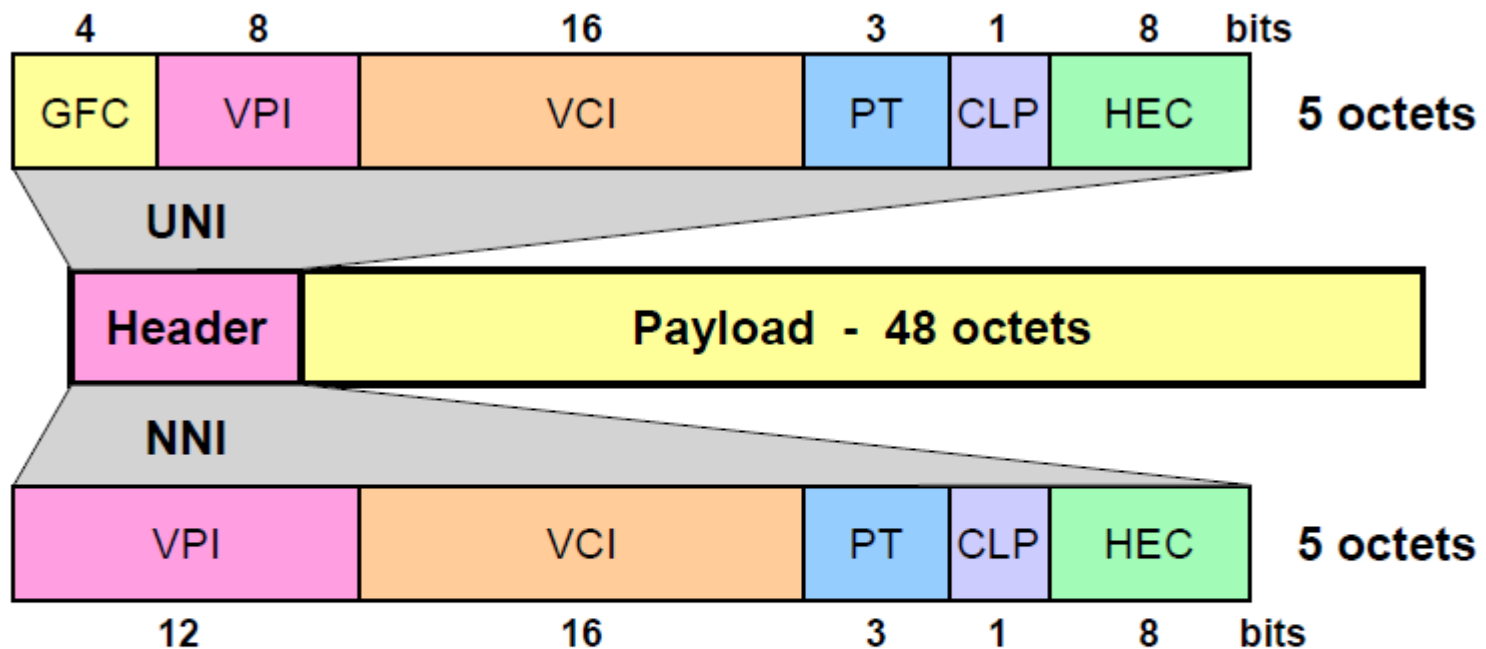 4 8 16 3 1 8 bits
GFC VPI VCI PT CLP HEC 5 octets
UNI
Header Payload - 48 octets
NNI
VPI VCI PT CLP HEC 5 octets
12 16 3 1 8 bits